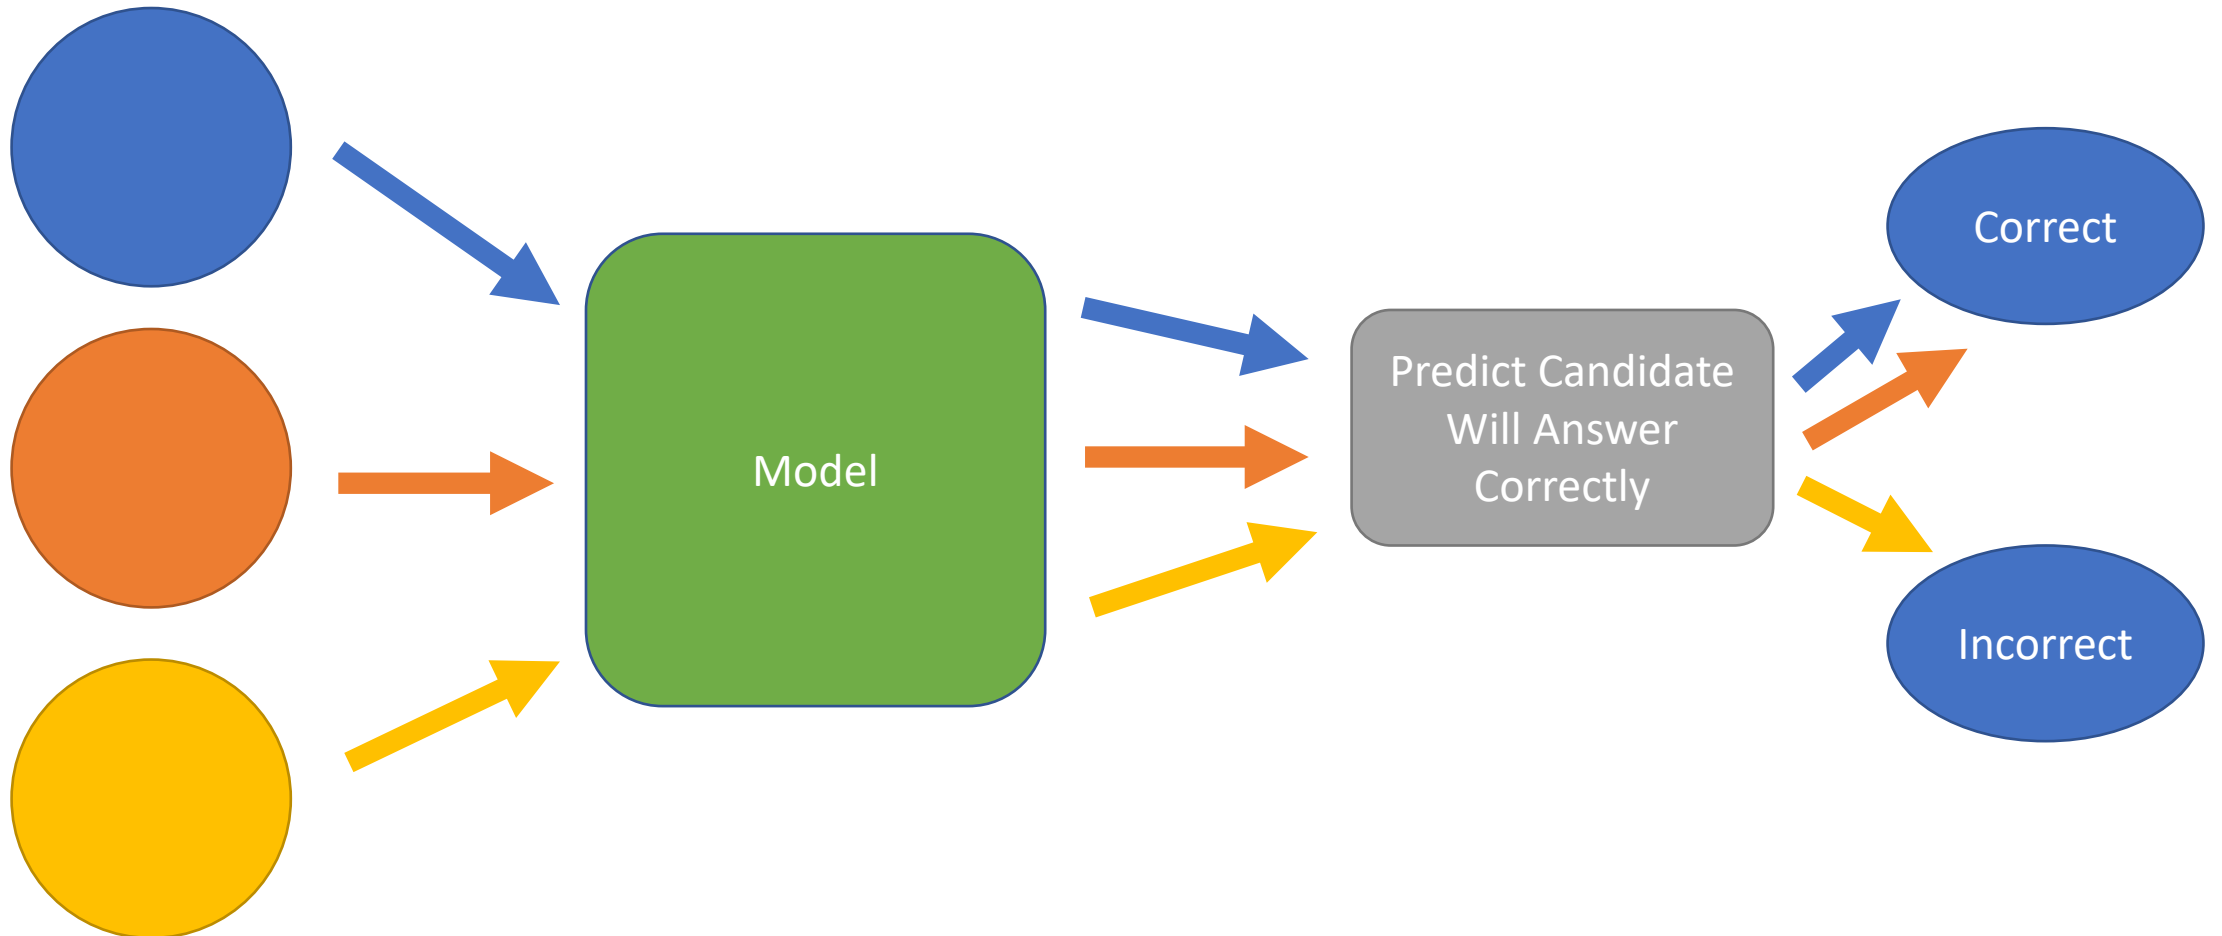 Model
Predict Candidate
Will Answer
Correctly
Correct
Incorrect